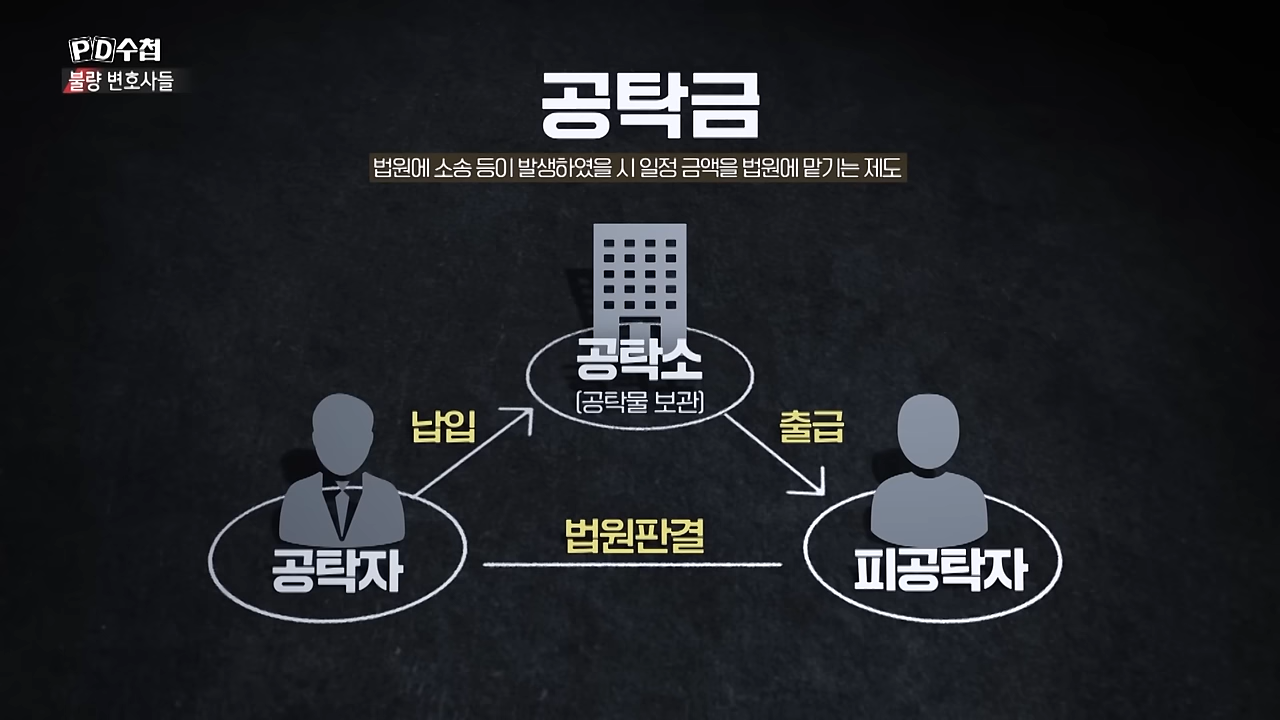 PD수첩
불량 변호사들
공탁금
법원에 소송 등이 발생하였을 시 일정 금액을 법원에 맡기는 제도
공탁소
(공탁물 보관)
납입
출급
법원판결
공탁자
피공탁자